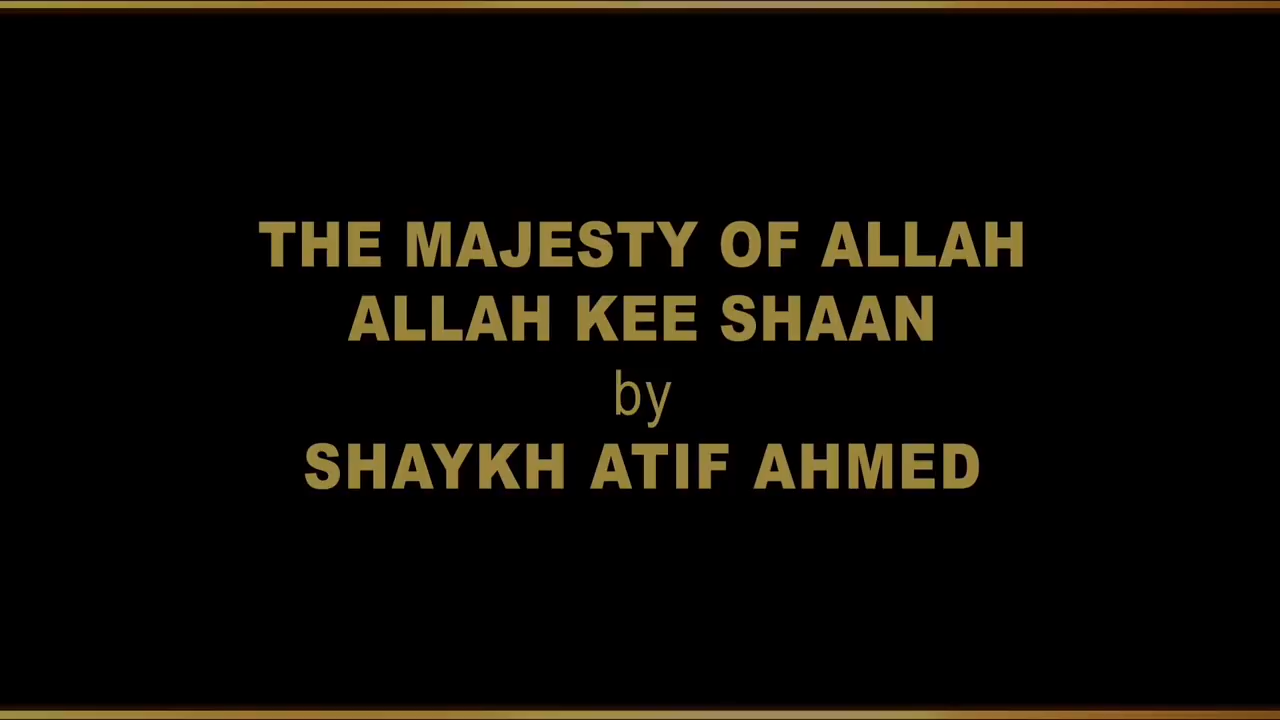 THE MAJESTY OF ALLAH
ALLAH KEE SHAAN
by
SHAYKH ATIF AHMED